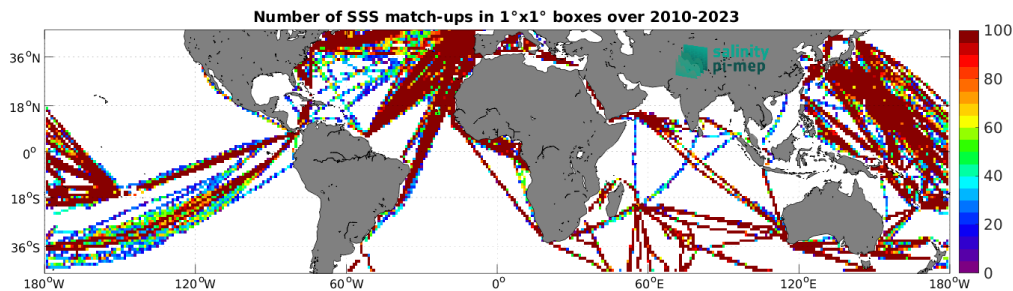 Number of SSS match-ups in 1°x1° boxes over 2010-2023
36°N
18°N
0°
18°S
36°S
180°W
120°W
60°W
0°
60°E
120°E
180°W
salinity
pi-mep
100
80
60
40
20
0